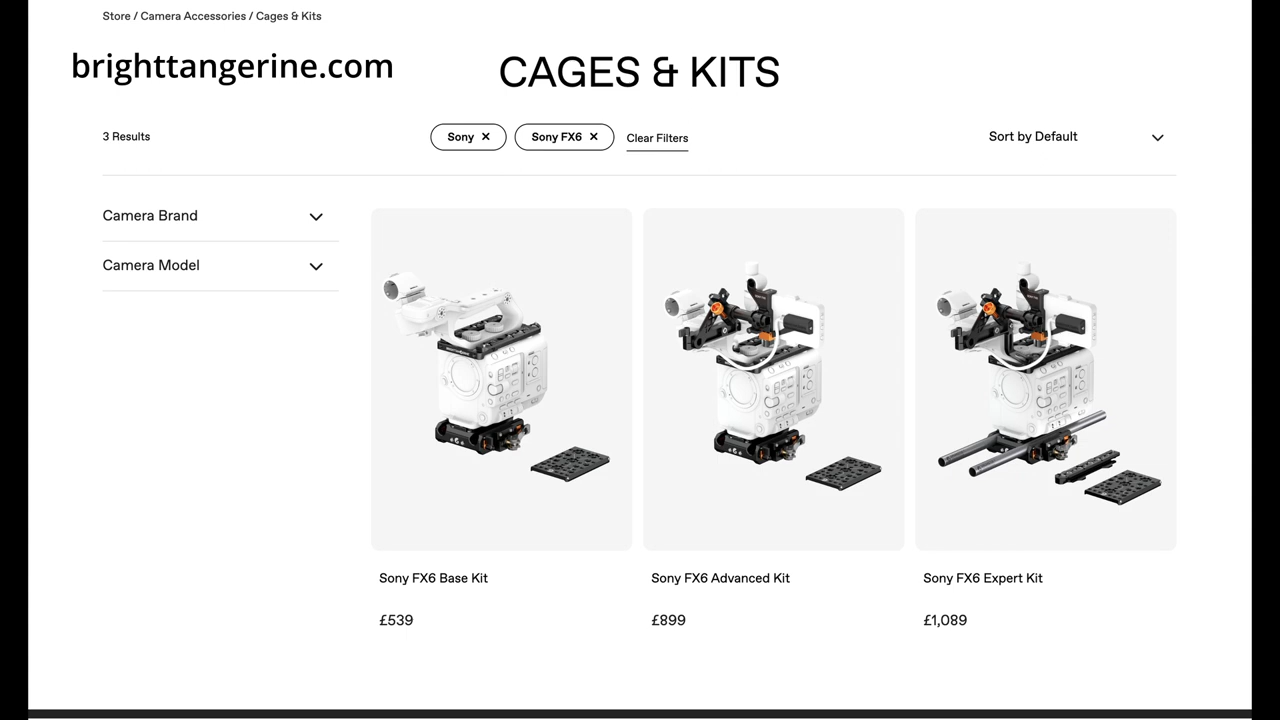 Store / Camera Accessories / Cages & Kits
brighttangerine.com
CAGES & KITS
3 Results
Sony ✕
Sony FX6 ✕
Clear Filters
Sort by Default
Camera Brand
Camera Model
Sony FX6 Base Kit
£539
Sony FX6 Advanced Kit
£899
Sony FX6 Expert Kit
£1,089